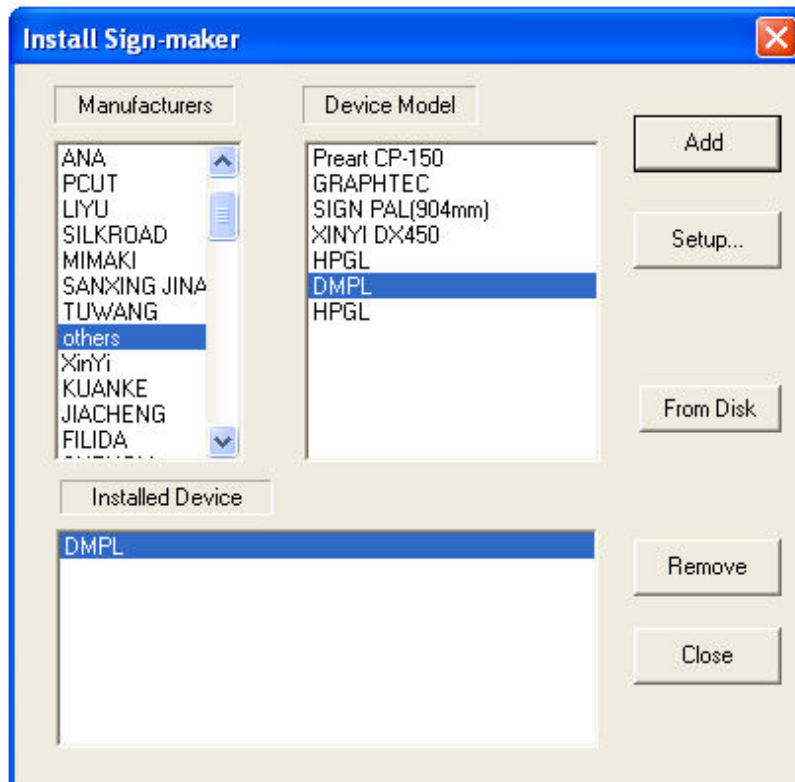 Install Sign-maker
Manufacturers
ANA
PCUT
LIYU
SILKROAD
MIMAKI
SANXING JINA
TUWANG
others
XinYi
KUANKE
JIACHENG
FILIDA
Device Model
Preart CP-150
GRAPHTEC
SIGN PAL(904mm)
XINYI DX450
HPGL
DMPL
HPGL
Add
Setup...
From Disk
Installed Device
DMPL
Remove
Close